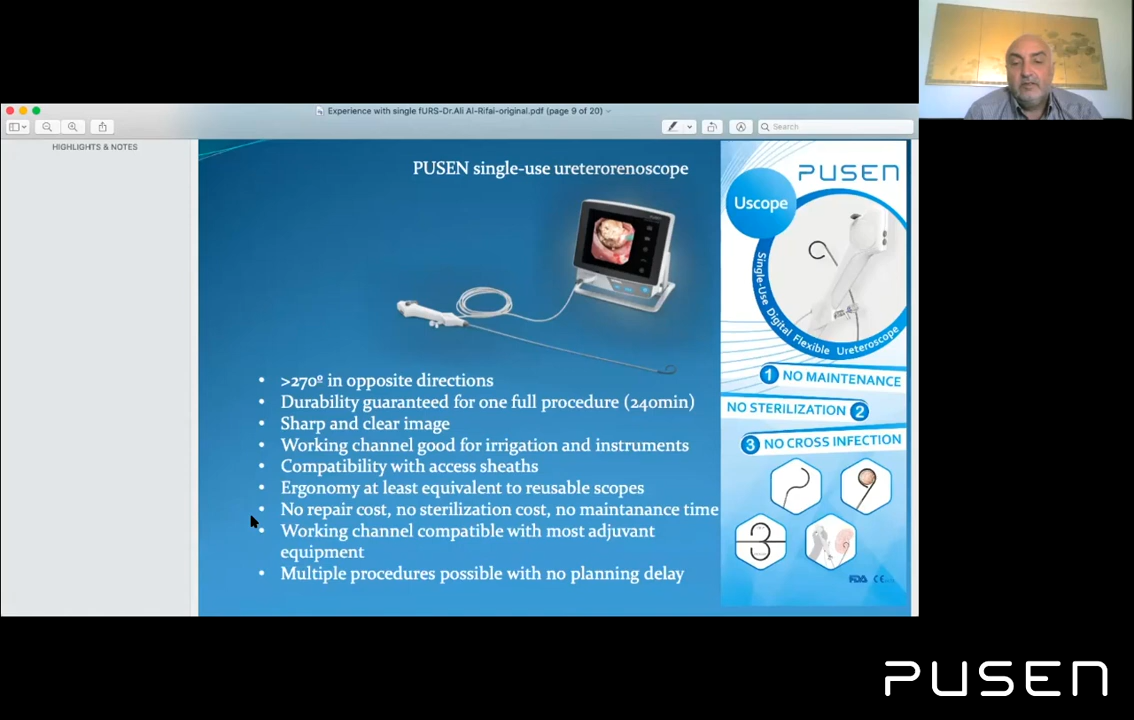 Experience with single fURS-Dr.Ali Al-Rifai-original.pdf (page 9 of 20)
Search
HIGHLIGHTS & NOTES
PUSEN single-use ureterorenoscope
• >270º in opposite directions
• Durability guaranteed for one full procedure (240min)
• Sharp and clear image
• Working channel good for irrigation and instruments
• Compatibility with access sheaths
• Ergonomy at least equivalent to reusable scopes
• No repair cost, no sterilization cost, no maintanance time
• Working channel compatible with most adjuvant
equipment
• Multiple procedures possible with no planning delay
PUSEN
Uscope
Single-Use Digital Flexible Ureteroscope
1 NO MAINTENANCE
NO STERILIZATION 2
3 NO CROSS INFECTION
3
FDA CE
PUSEN